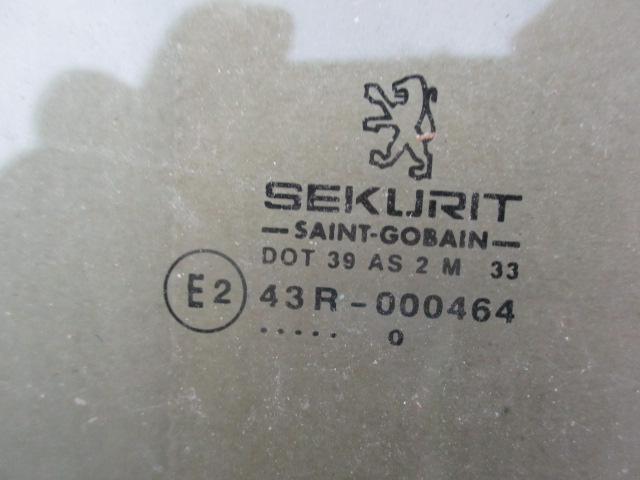 SEKURIT
—SAINT-GOBAIN—
DOT 39 AS 2 M 33
E2 43R-000464
..... 0